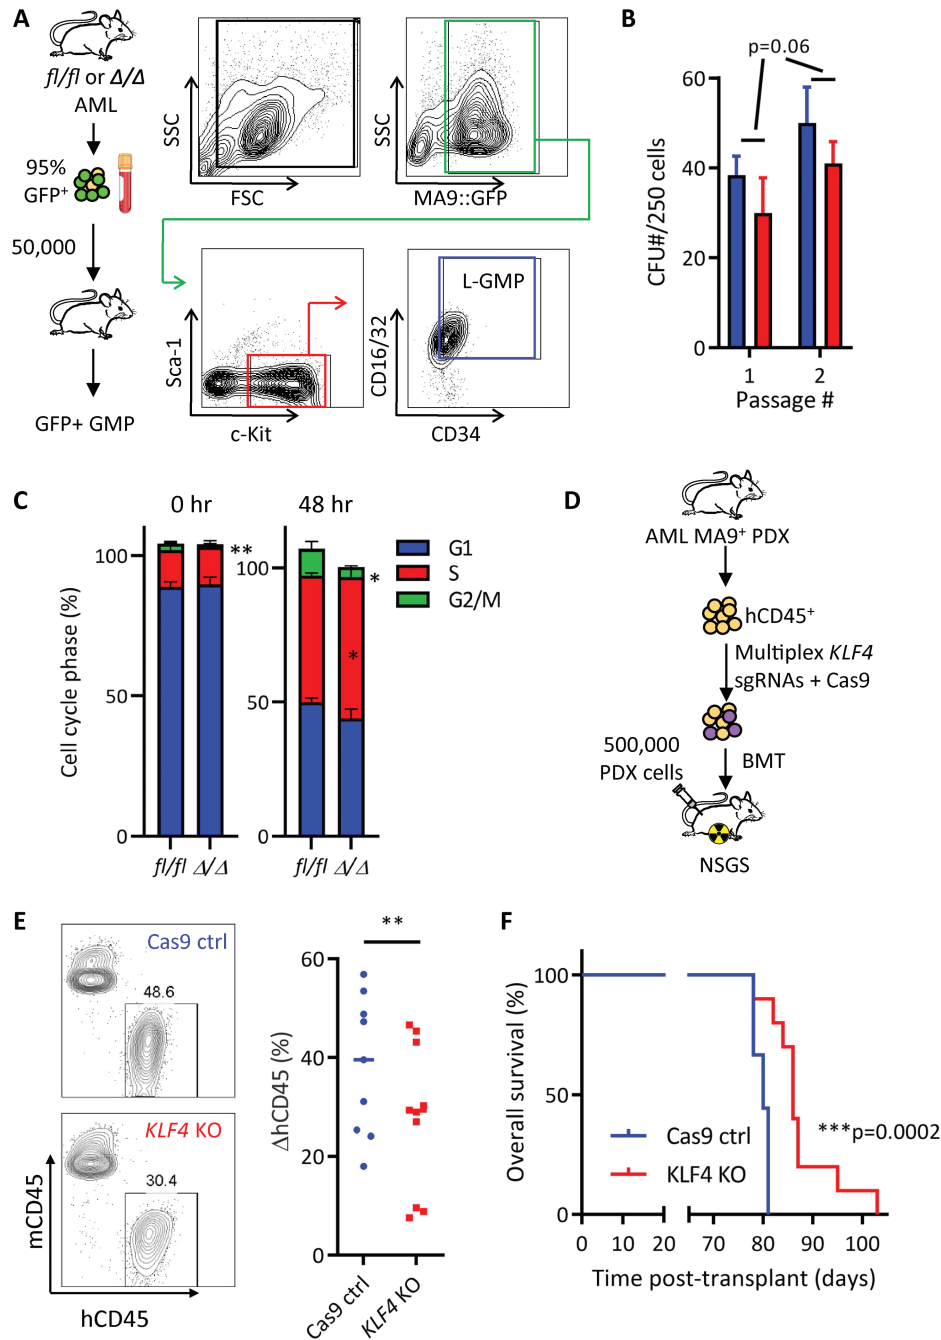 A
fl/fl or Δ/Δ
AML
95%
GFP+
50,000
GFP+ GMP
SSC
FSC
SSC
MA9::GFP
Sca-1
c-Kit
L-GMP
CD16/32
CD34
B
p=0.06
60
40
20
0
CFU#/250 cells
1
2
Passage #
C
0 hr
48 hr
100
50
0
Cell cycle phase (%)
**
fl/fl Δ/Δ
100
50
0
*
*
fl/fl Δ/Δ
G1
S
G2/M
D
AML MA9+ PDX
hCD45+
Multiplex KLF4
sgRNAs + Cas9
500,000
PDX cells
BMT
NSGS
E
Cas9 ctrl
48.6
KLF4 KO
30.4
mCD45
hCD45
**
60
40
20
0
ΔhCD45 (%)
Cas9 ctrl
KLF4 KO
F
100
50
0
Overall survival (%)
Cas9 ctrl
KLF4 KO
***p=0.0002
0
10
20
70
80
90
100
Time post-transplant (days)